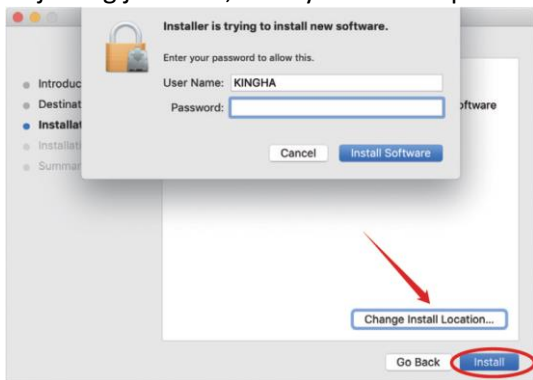 Installer is trying to install new software.
Enter your password to allow this.
User Name: KINGHA
Password:
Cancel Install Software
Introduc
Destinat
Installat
Installati
Summar
oftware
Change Install Location...
Go Back Install